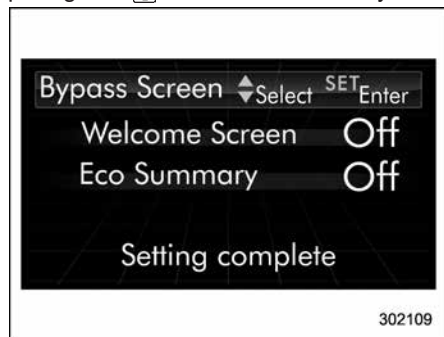 Bypass Screen Select SET Enter
Welcome Screen Off
Eco Summary Off
Setting complete
302109